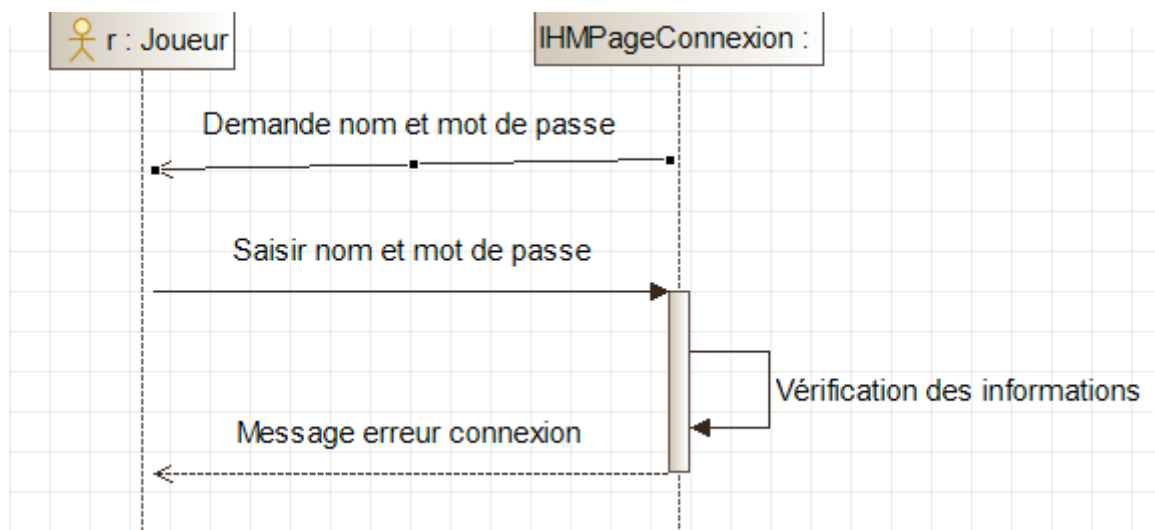 r : Joueur
IHMPageConnexion :
Demande nom et mot de passe
Saisir nom et mot de passe
Vérification des informations
Message erreur connexion